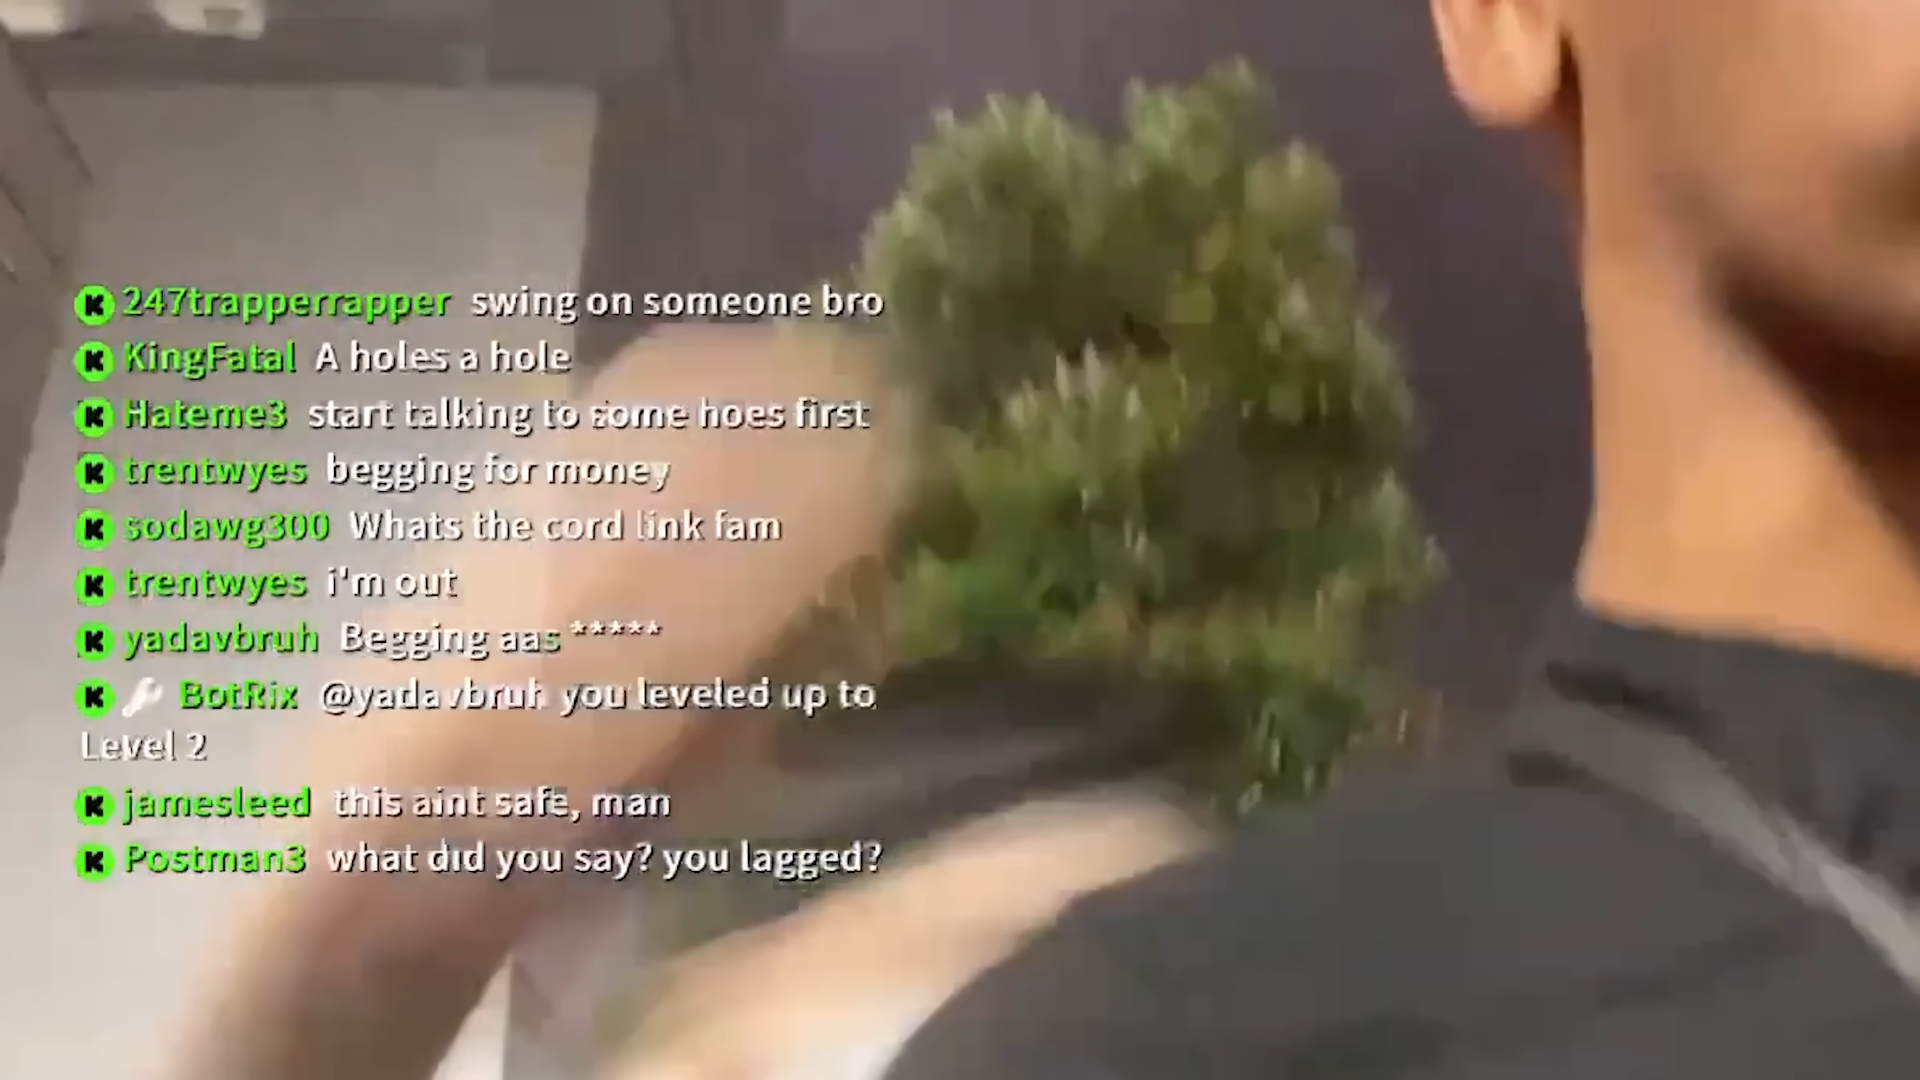 247trapperrapper swing on someone bro
KingFatal A holes a hole
Hateme3 start talking to some hoes first
trentwyes begging for money
sodawg300 Whats the cord link fam
trentwyes i'm out
yadavbruh Begging aas *****
BotRix @yadavbruh you leveled up to
Level 2
jamesleed this aint safe, man
Postman3 what did you say? you lagged?